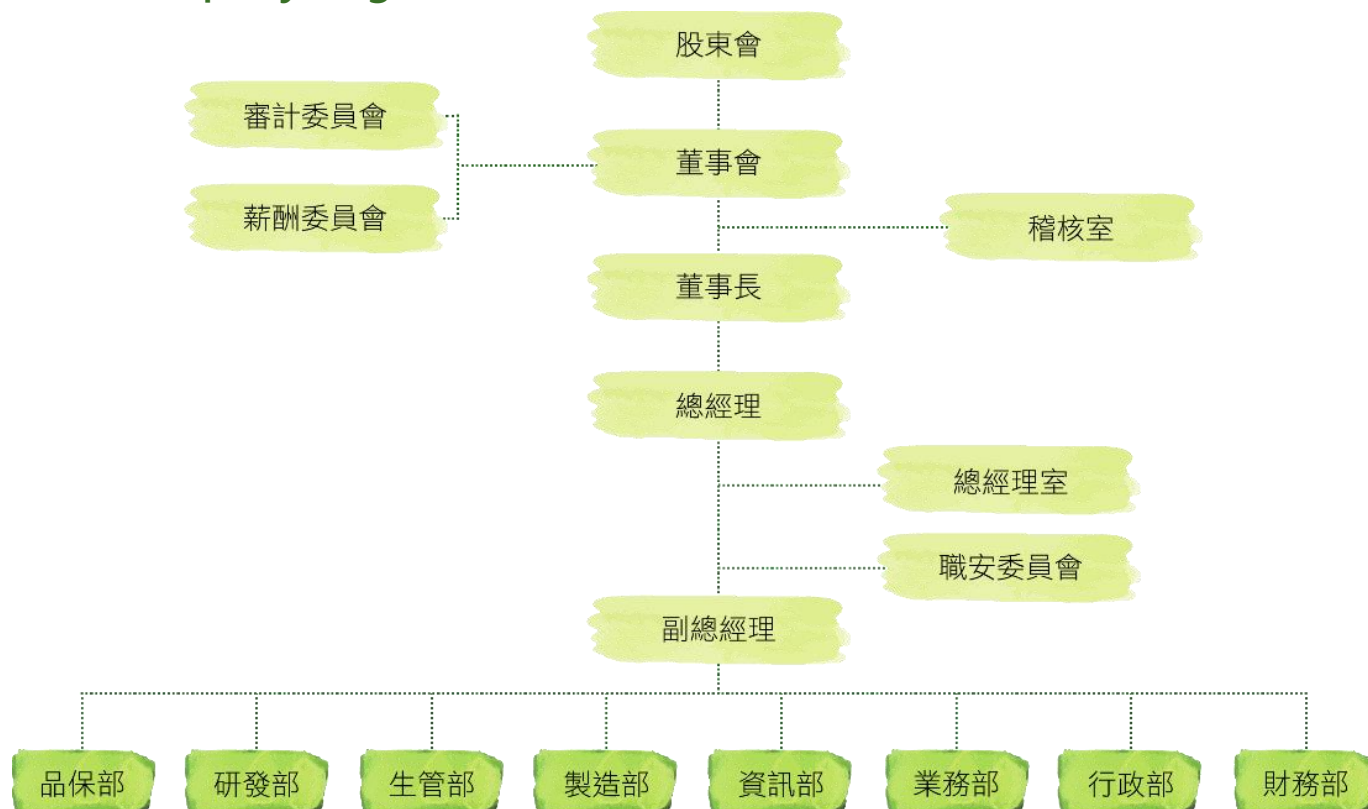 股東會
審計委員會
董事會
薪酬委員會
稽核室
董事長
總經理
總經理室
職安委員會
副總經理
品保部 研發部 生管部 製造部 資訊部 業務部 行政部 財務部